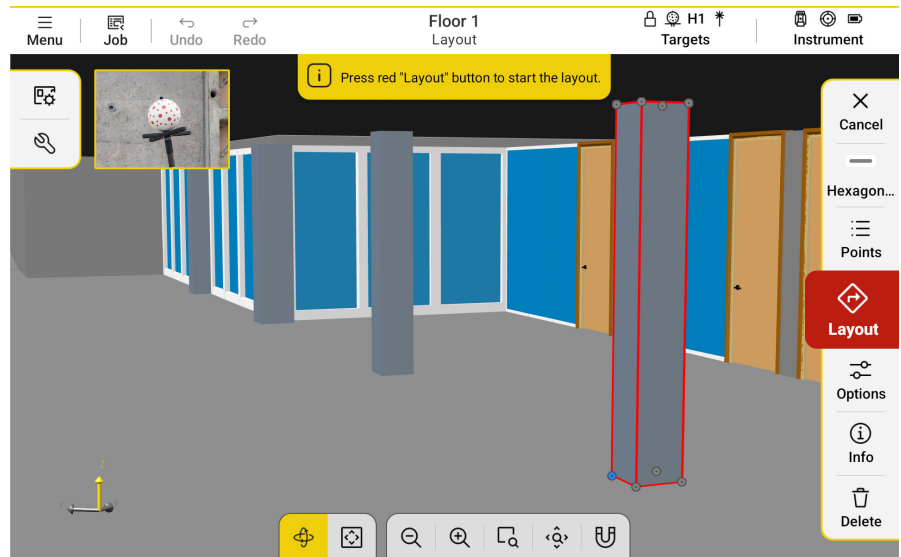 Menu
Job
Undo
Redo
Floor 1
Layout
H1
Targets
Instrument
Press red "Layout" button to start the layout.
Cancel
Hexagon...
Points
Layout
Options
Info
Delete
Z